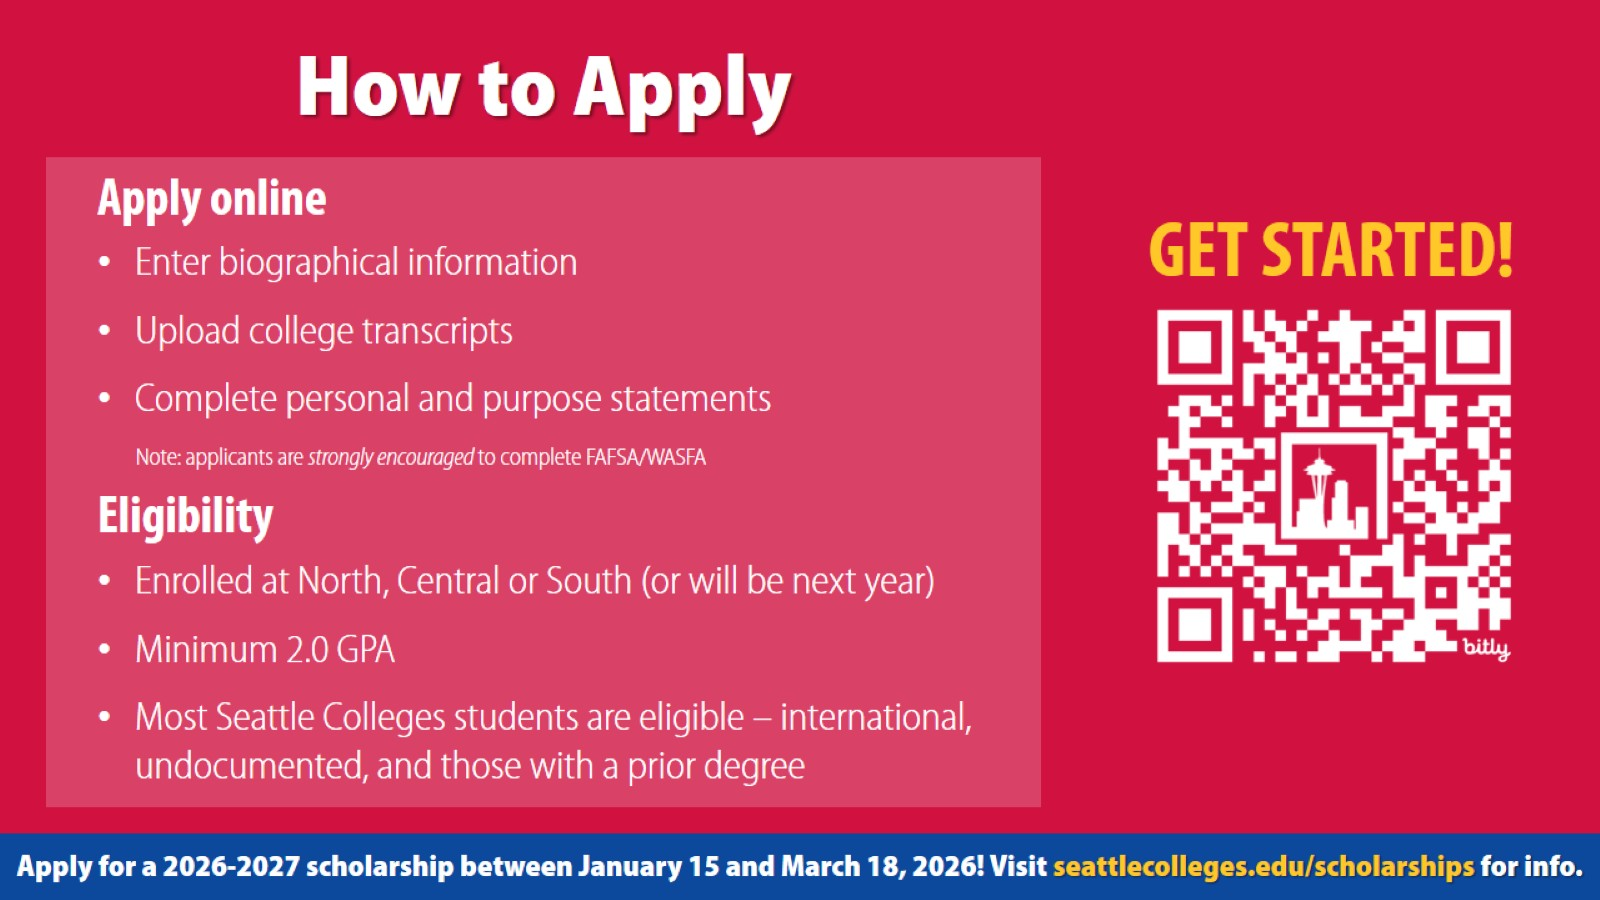 How to Apply
Apply online
• Enter biographical information
• Upload college transcripts
• Complete personal and purpose statements
Note: applicants are strongly encouraged to complete FAFSA/WASFA
Eligibility
• Enrolled at North, Central or South (or will be next year)
• Minimum 2.0 GPA
• Most Seattle Colleges students are eligible – international,
undocumented, and those with a prior degree
GET STARTED!
bitly
Apply for a 2026-2027 scholarship between January 15 and March 18, 2026! Visit seattlecolleges.edu/scholarships for info.